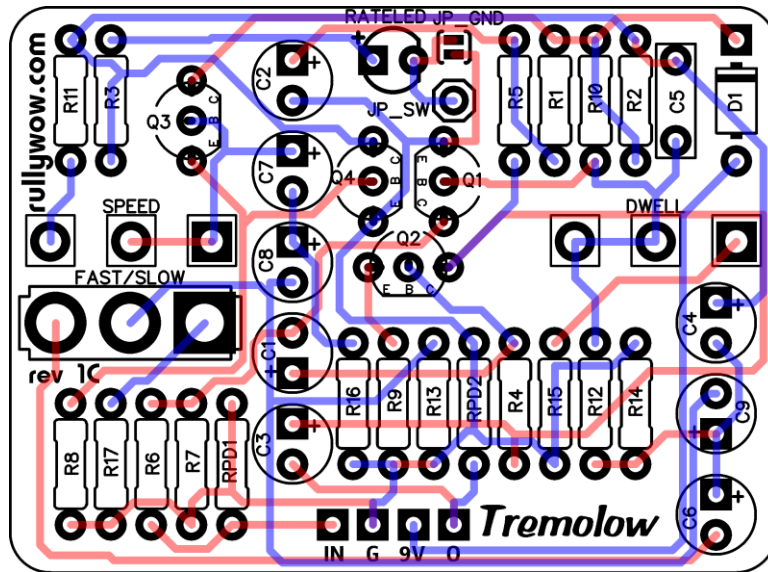 RATELED JP_GND
rullywow.com
R11
R3
Q3
C
B
E
C2
+
+
JP_SW
R5
R1
R10
R2
C5
D1
C7
+
Q4
C
B
E
E
B
C
Q1
SPEED
DWELL
Q2
E B C
C8
+
FAST/SLOW
C4
+
rev 1C
C1
+
R16
R9
R13
RPD2
R4
R15
R12
R14
C9
+
R8
R17
R6
R7
RPD1
C3
+
C6
+
Tremolow
IN G 9V O